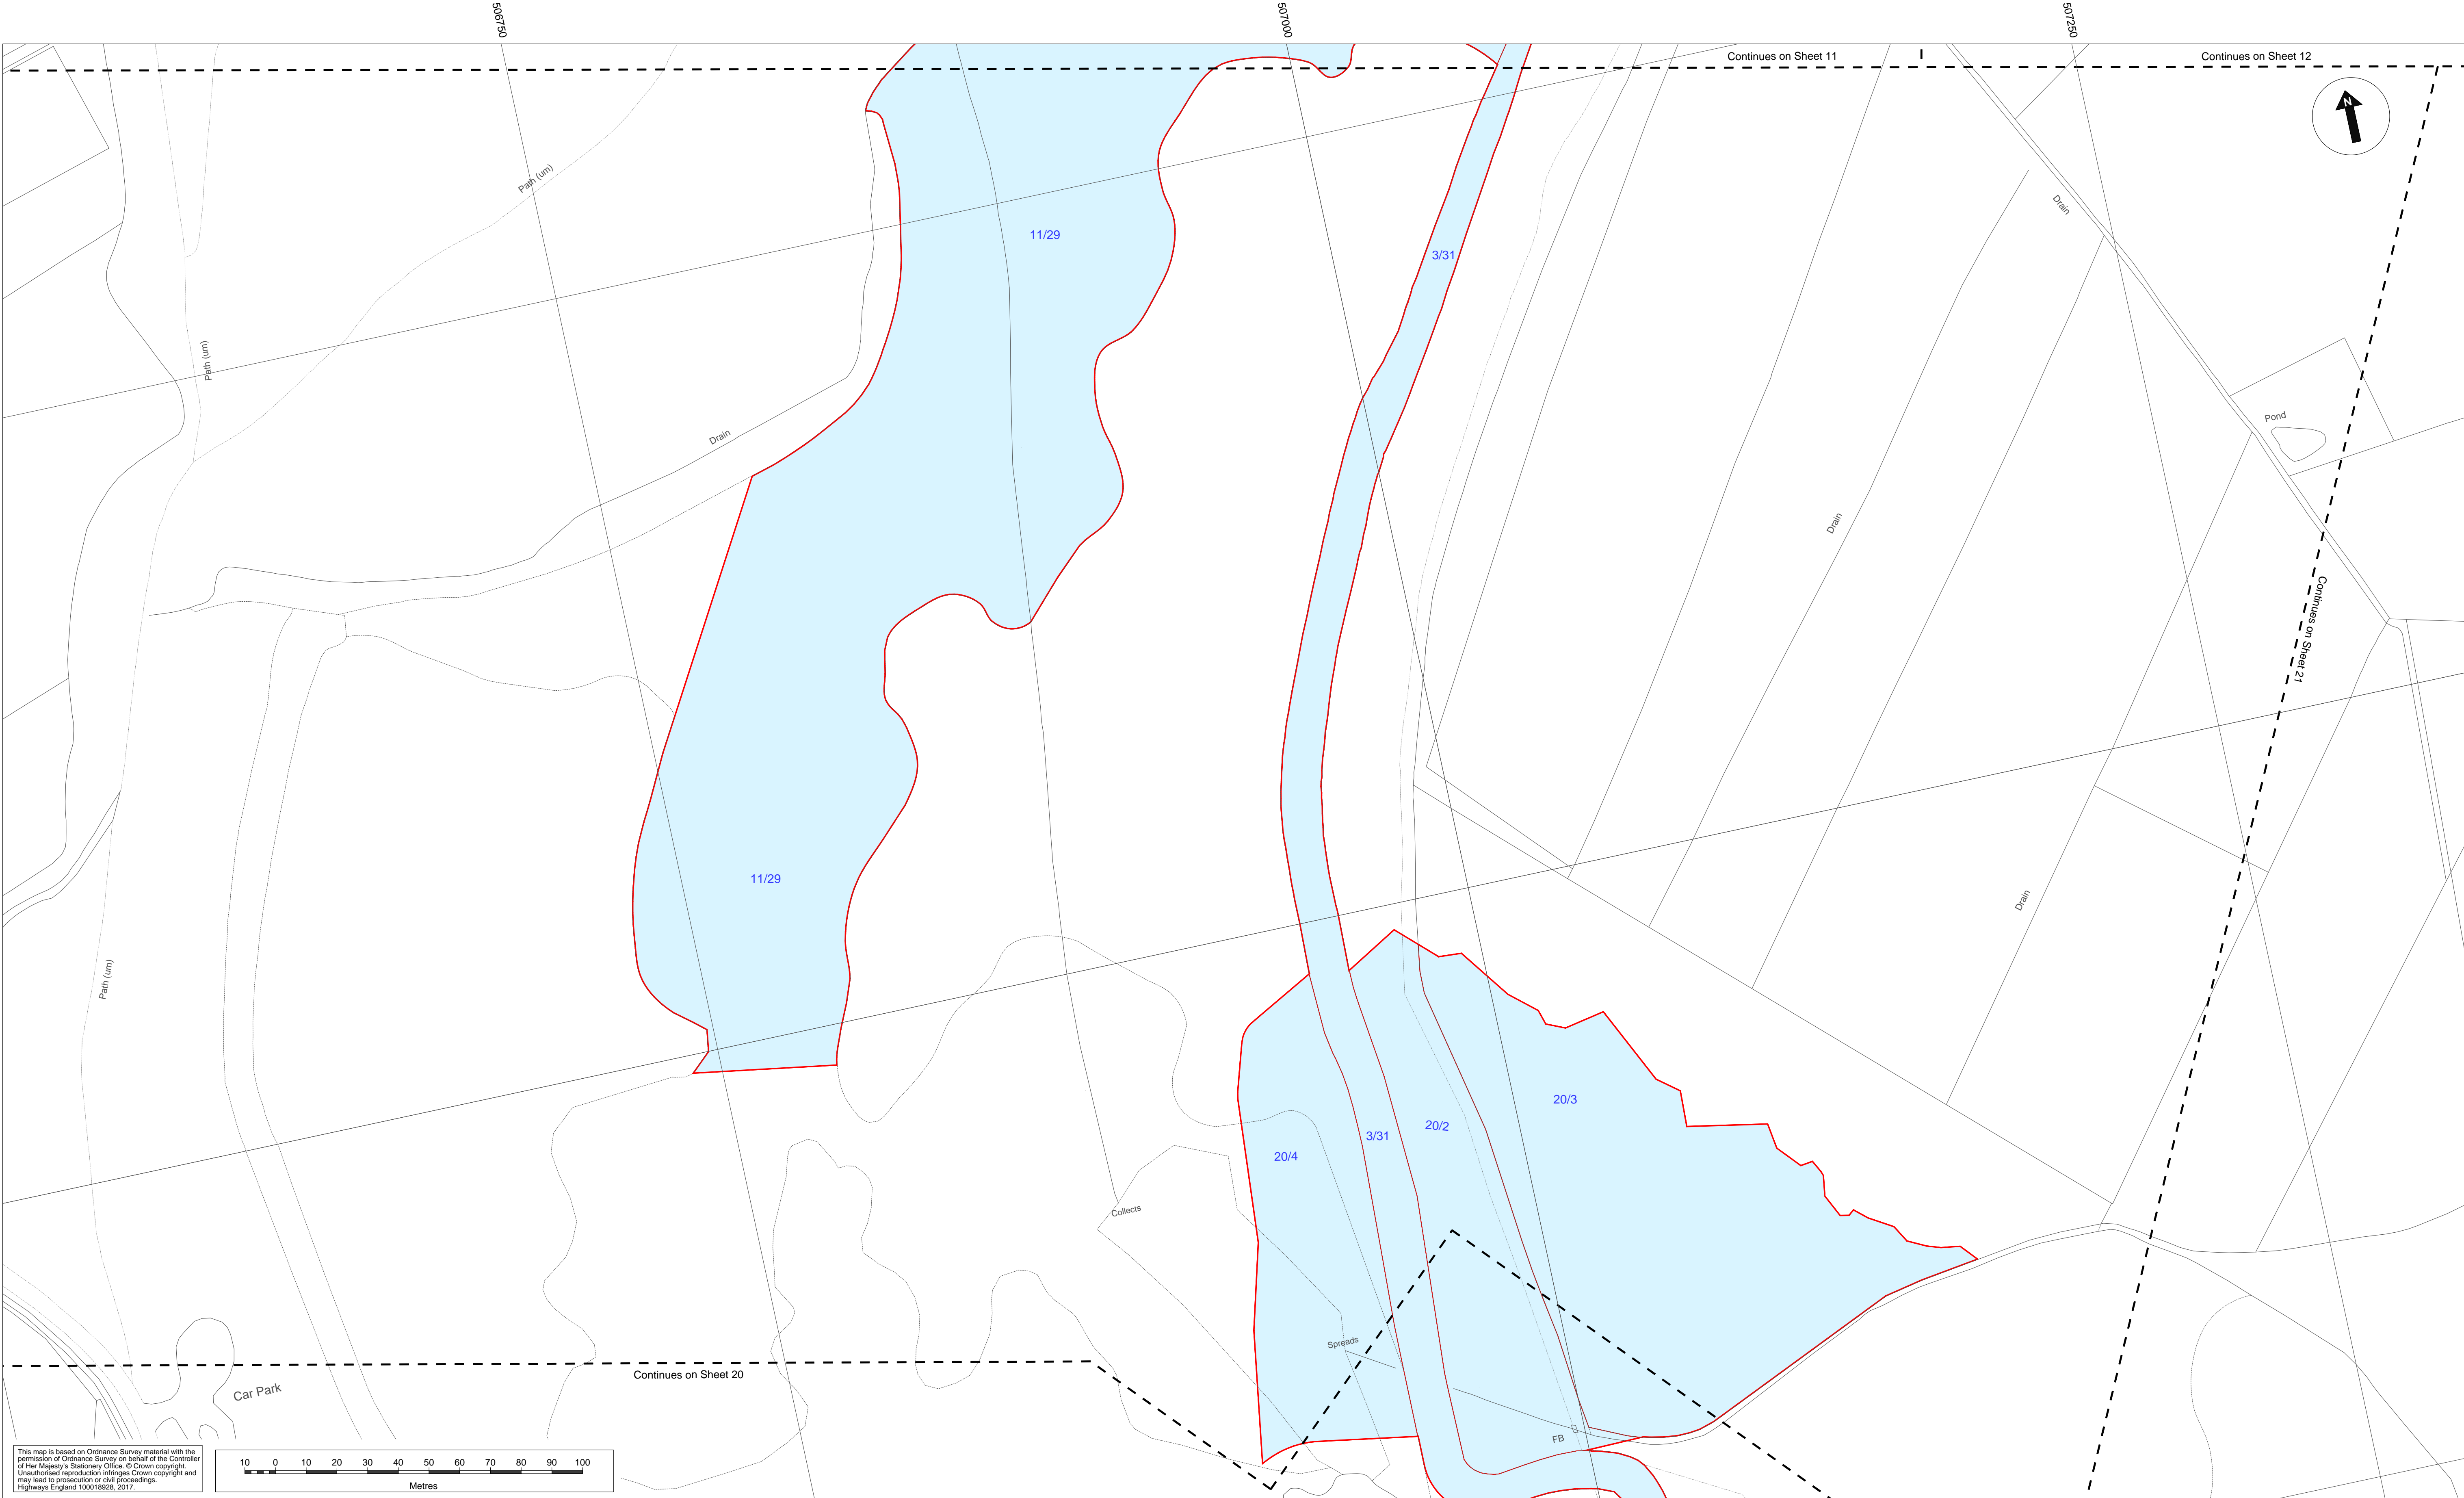 506750
507000
507250
Continues on Sheet 11
Continues on Sheet 12
N
Path (um)
Drain
11/29
3/31
Path (um)
Pond
Drain
Drain
Continues on Sheet 21
11/29
Drain
Path (um)
20/3
20/2
3/31
20/4
Collects
Spreads
Continues on Sheet 20
Car Park
FB
This map is based on Ordnance Survey material with the
permission of Ordnance Survey on behalf of the Controller
of Her Majesty's Stationery Office. © Crown copyright.
Unauthorised reproduction infringes Crown copyright and
may lead to prosecution or civil proceedings.
Highways England 100018928, 2017.
10 0 10 20 30 40 50 60 70 80 90 100
Metres